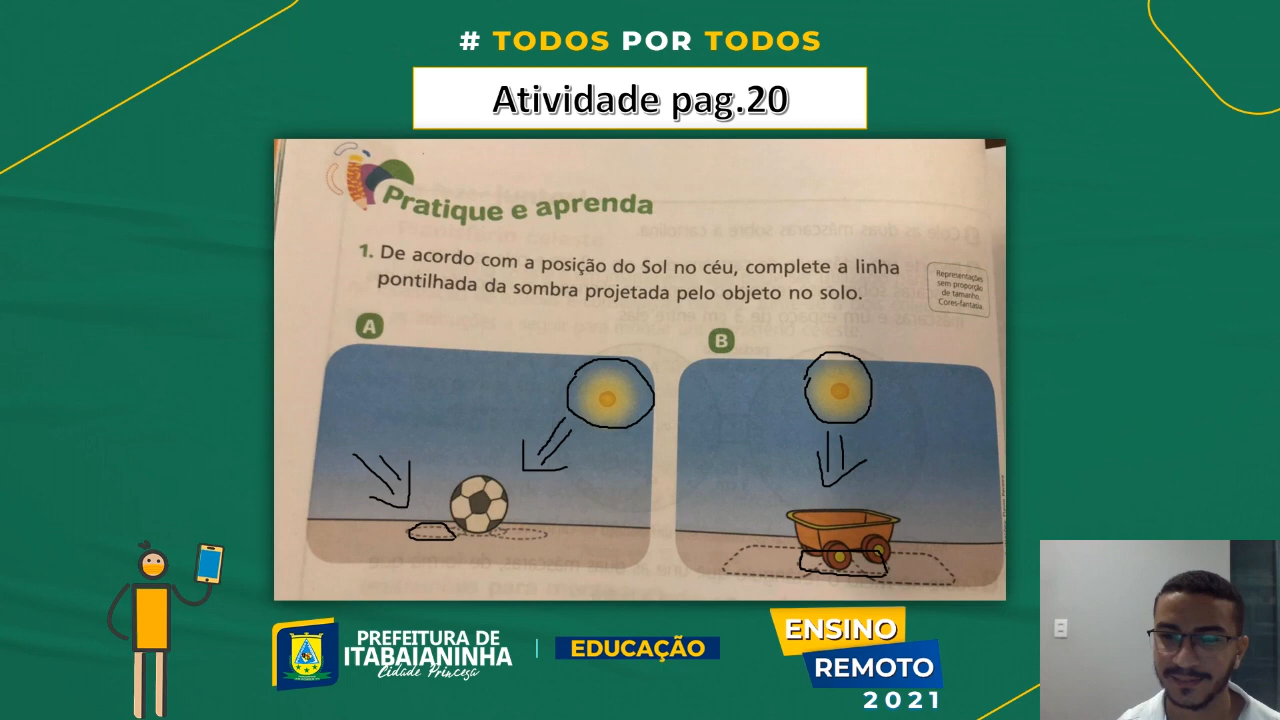 # TODOS POR TODOS
Atividade pag.20
Pratique e aprenda
1. De acordo com a posição do Sol no céu, complete a linha
pontilhada da sombra projetada pelo objeto no solo.
Representações
sem proporção
de tamanho.
Cores-fantasia.
A
B
PREFEITURA DE
ITABAIANINHA
Cidade Princesa
EDUCAÇÃO
ENSINO
REMOTO
2021